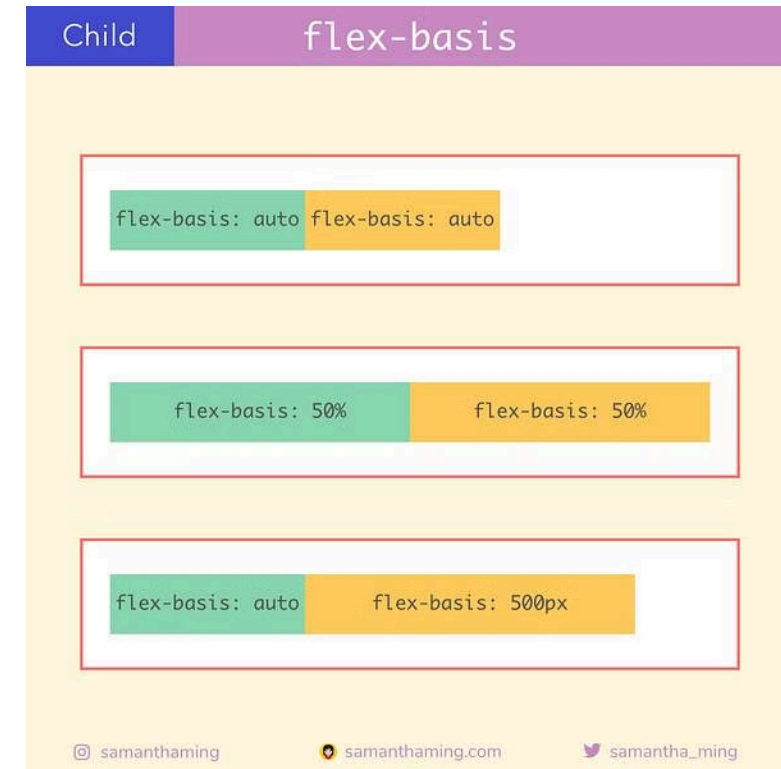 Child flex-basis
flex-basis: auto flex-basis: auto
flex-basis: 50% flex-basis: 50%
flex-basis: auto flex-basis: 500px
samanthaming samanthaming.com samantha_ming